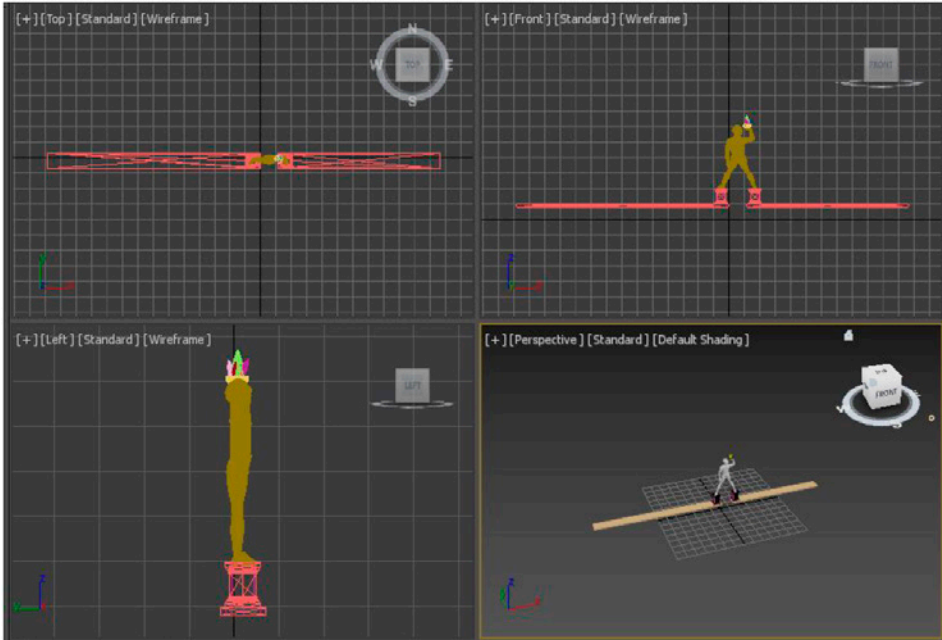 [+][Top][Standard][Wireframe]
N
W
TOP
E
S
[+][Front][Standard][Wireframe]
FRONT
z
x
[+][Left][Standard][Wireframe]
LEFT
z
[+][Perspective][Standard][Default Shading]
FRONT
z